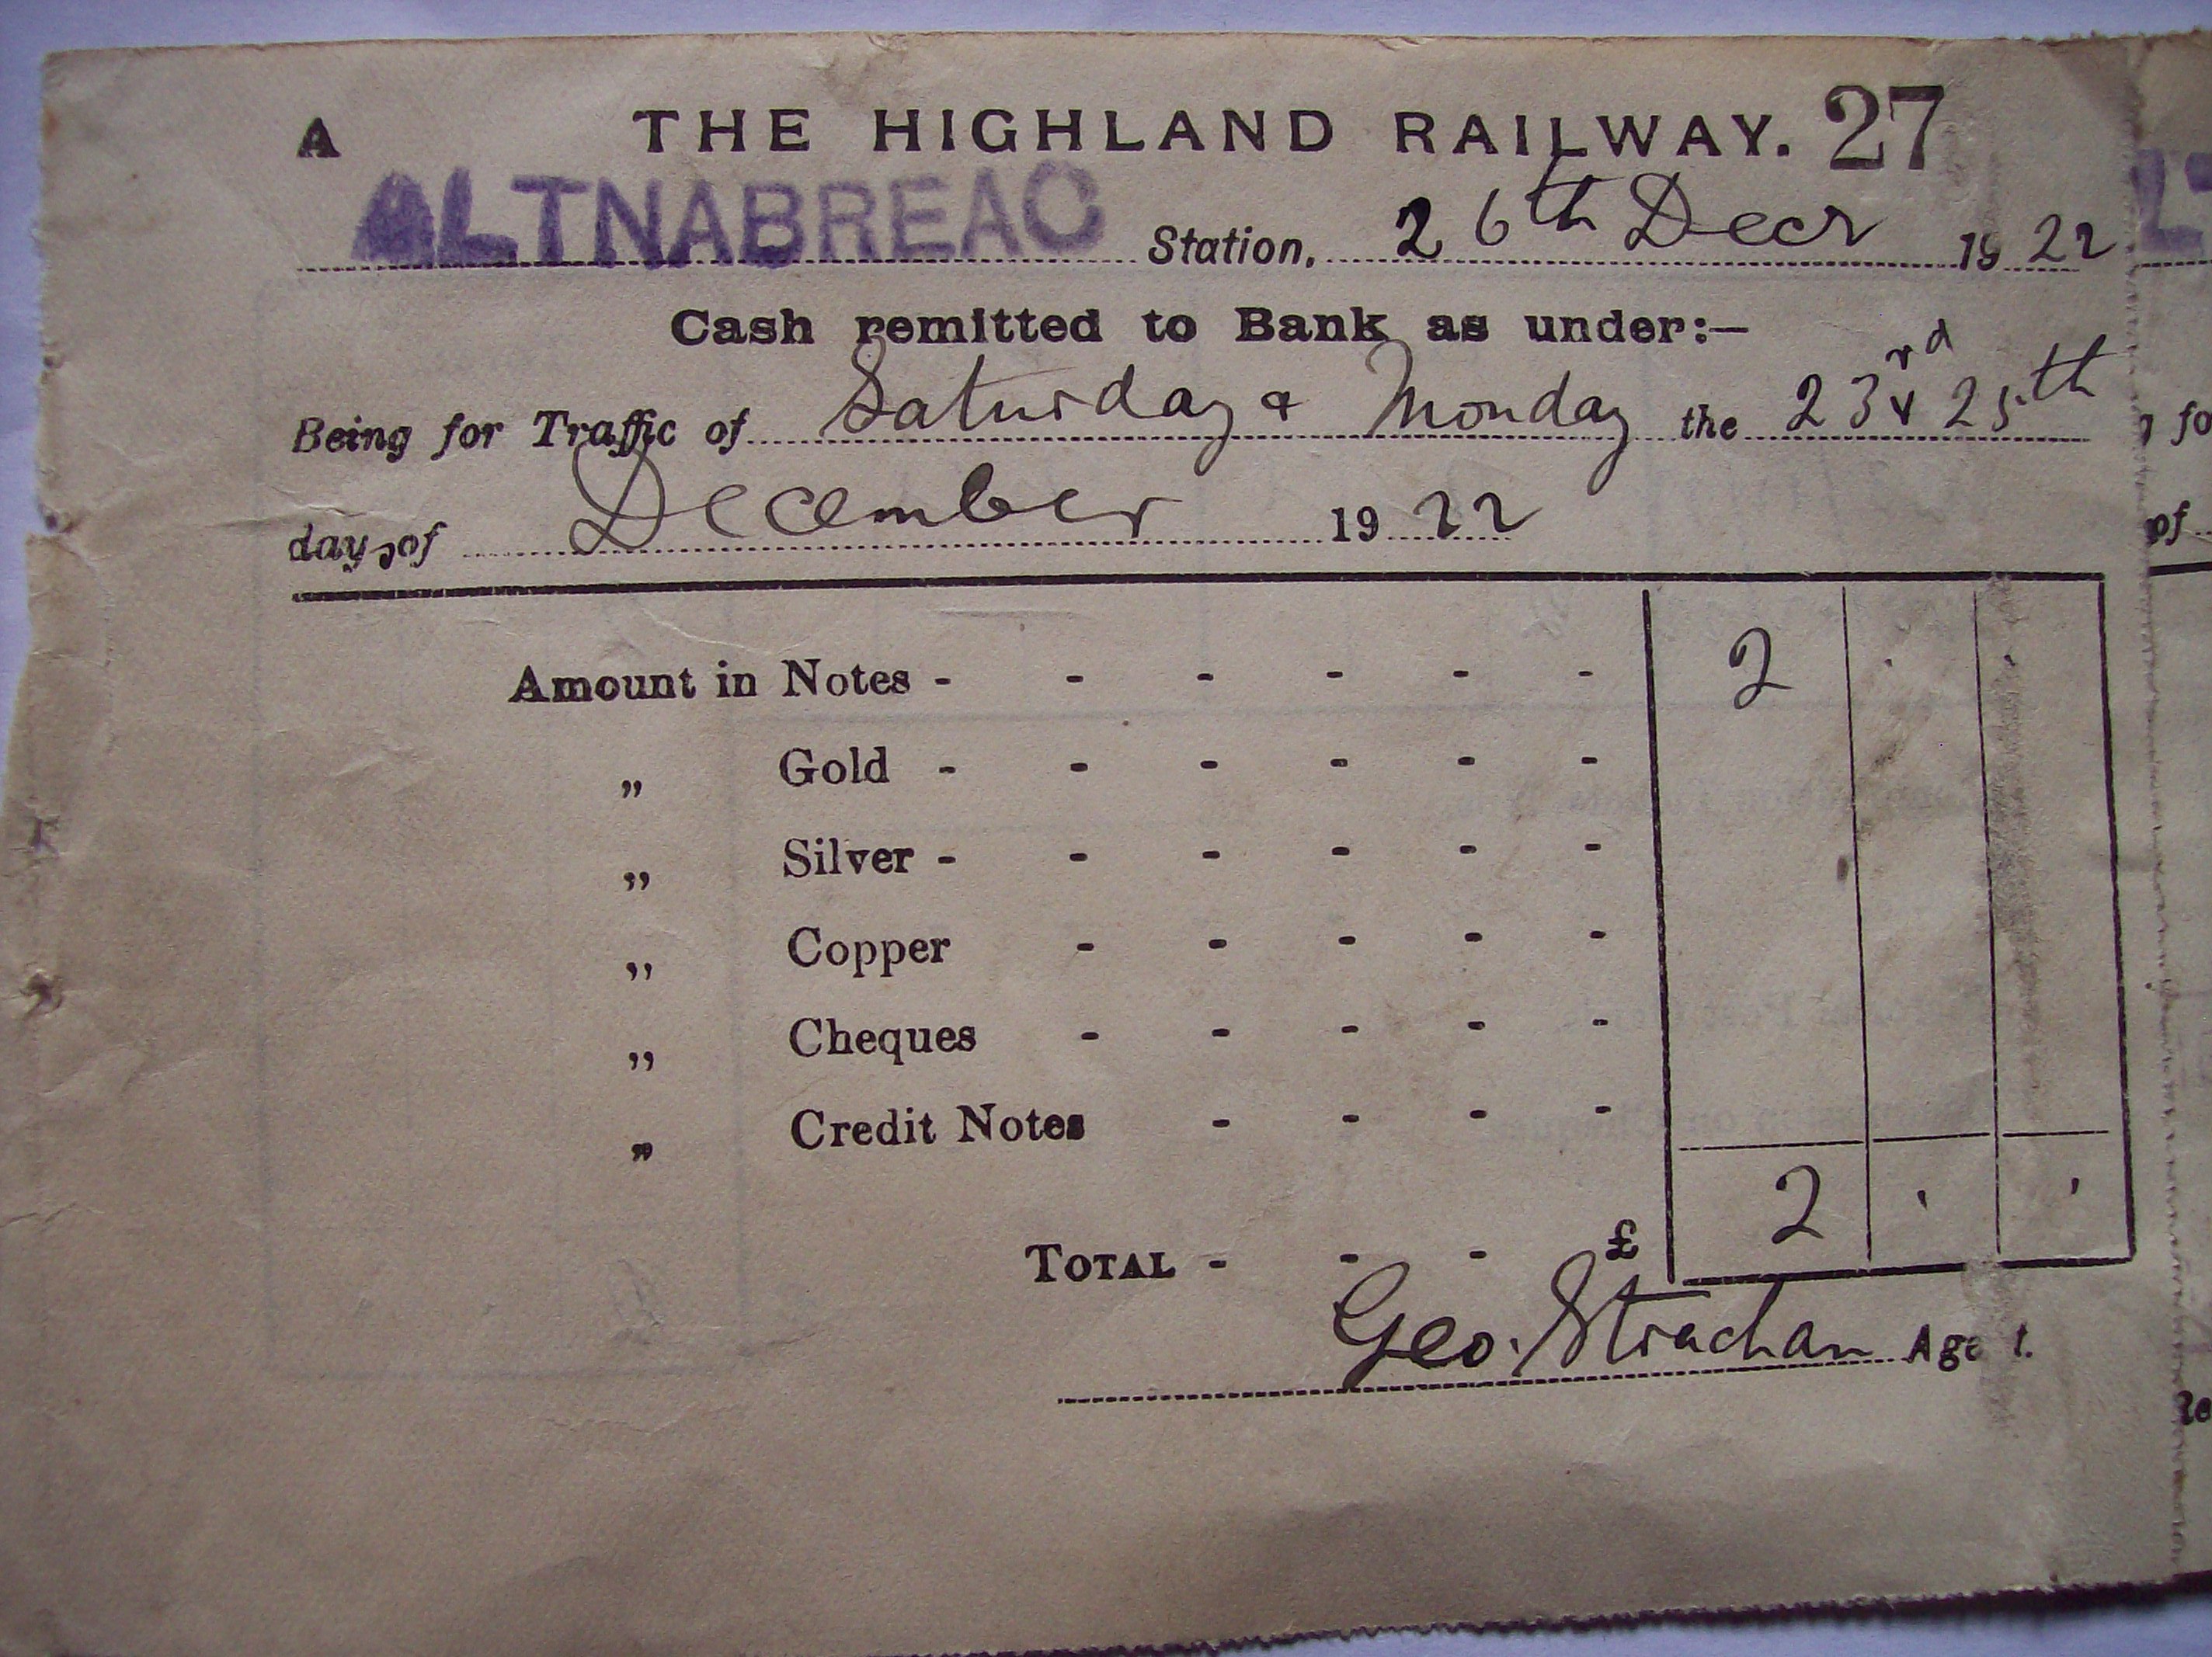 A THE HIGHLAND RAILWAY. 27
ALTNABREAC Station, 26th Decr 1922
Cash remitted to Bank as under:—
Being for Traffic of Saturday & Monday the 23rd & 25th
day of December 1922
Amount in Notes - - - - - - 2 . .
„ Gold - - - - - -
„ Silver - - - - - -
„ Copper - - - - -
„ Cheques - - - - -
„ Credit Notes - - - -
TOTAL - - - £ 2 . .
Geo. Strachan Agent.